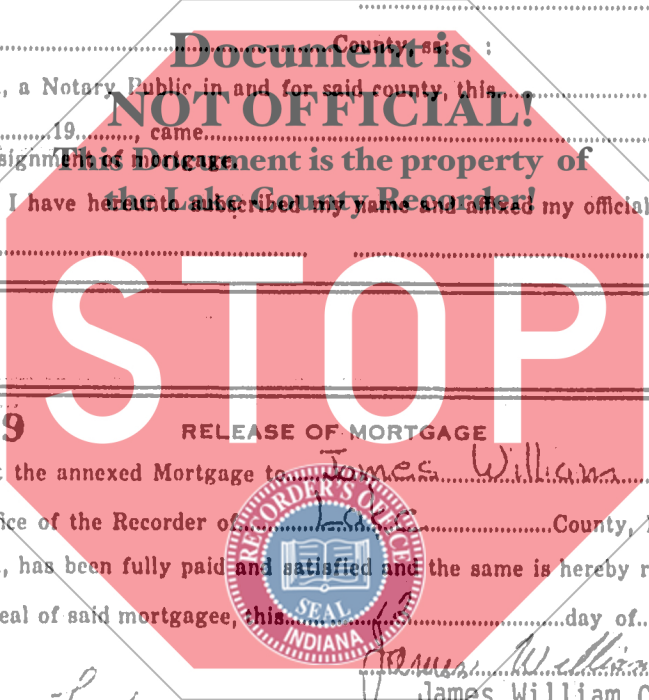 County, ss:
Document is
, a Notary Public in and for said county, this
NOT OFFICIAL!
19 , came
signment of mortgage.
This Document is the property of
the Lake County Recorder!
I have hereunto subscribed my name and affixed my official
STOP
9
RELEASE OF MORTGAGE
the annexed Mortgage to James William
RECORDER'S OFFICE
ice of the Recorder of Lake County,
, has been fully paid and satisfied and the same is hereby r
SEAL
INDIANA
eal of said mortgagee, this day of
James William
James William C